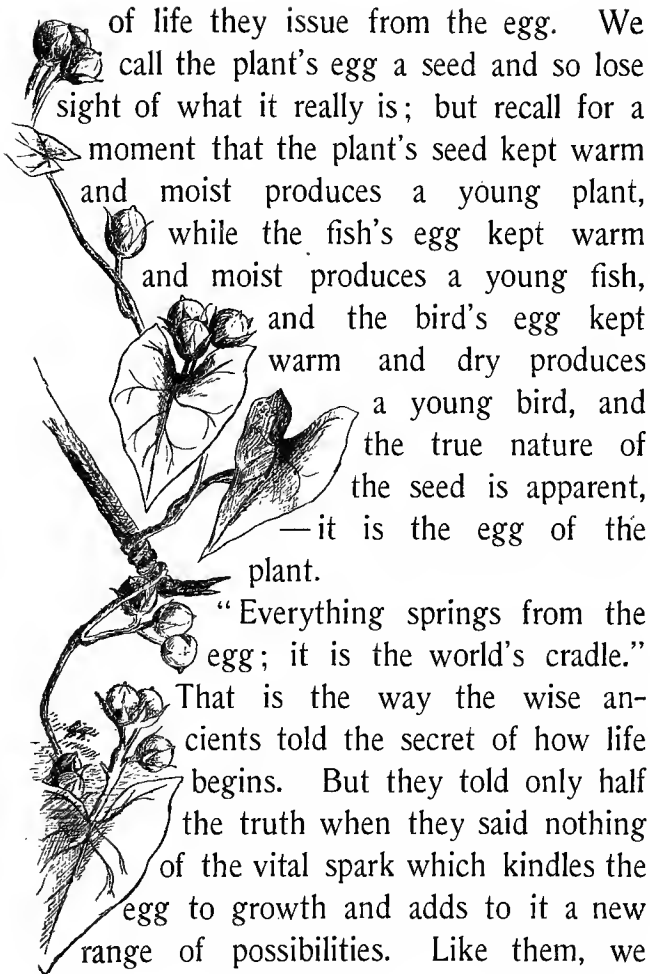 of life they issue from the egg. We
call the plant's egg a seed and so lose
sight of what it really is; but recall for a
moment that the plant's seed kept warm
and moist produces a young plant,
while the fish's egg kept warm
and moist produces a young fish,
and the bird's egg kept
warm and dry produces
a young bird, and
the true nature of
the seed is apparent,
—it is the egg of the
plant.
"Everything springs from the
egg; it is the world's cradle."
That is the way the wise an-
cients told the secret of how life
begins. But they told only half
the truth when they said nothing
of the vital spark which kindles the
egg to growth and adds to it a new
range of possibilities. Like them, we